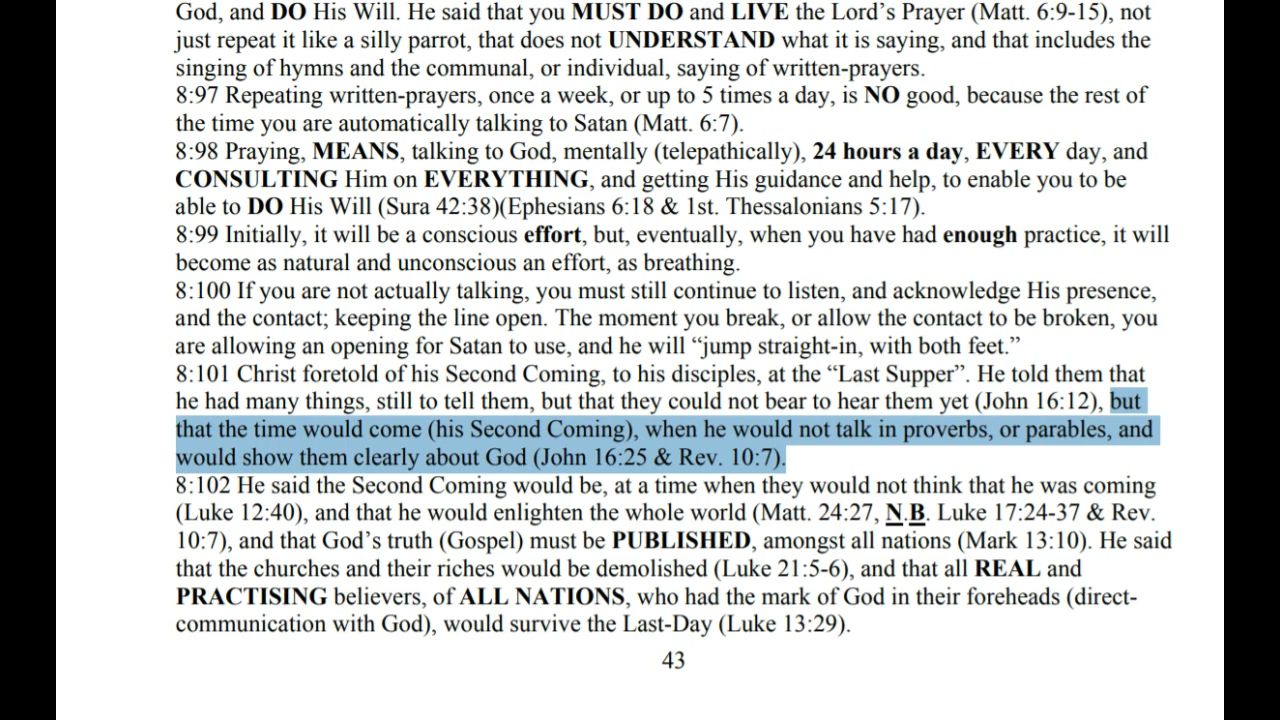 God, and DO His Will. He said that you MUST DO and LIVE the Lord’s Prayer (Matt. 6:9-15), not
just repeat it like a silly parrot, that does not UNDERSTAND what it is saying, and that includes the
singing of hymns and the communal, or individual, saying of written-prayers.
8:97 Repeating written-prayers, once a week, or up to 5 times a day, is NO good, because the rest of
the time you are automatically talking to Satan (Matt. 6:7).
8:98 Praying, MEANS, talking to God, mentally (telepathically), 24 hours a day, EVERY day, and
CONSULTING Him on EVERYTHING, and getting His guidance and help, to enable you to be
able to DO His Will (Sura 42:38)(Ephesians 6:18 & 1st. Thessalonians 5:17).
8:99 Initially, it will be a conscious effort, but, eventually, when you have had enough practice, it will
become as natural and unconscious an effort, as breathing.
8:100 If you are not actually talking, you must still continue to listen, and acknowledge His presence,
and the contact; keeping the line open. The moment you break, or allow the contact to be broken, you
are allowing an opening for Satan to use, and he will “jump straight-in, with both feet.”
8:101 Christ foretold of his Second Coming, to his disciples, at the “Last Supper”. He told them that
he had many things, still to tell them, but that they could not bear to hear them yet (John 16:12), but
that the time would come (his Second Coming), when he would not talk in proverbs, or parables, and
would show them clearly about God (John 16:25 & Rev. 10:7).
8:102 He said the Second Coming would be, at a time when they would not think that he was coming
(Luke 12:40), and that he would enlighten the whole world (Matt. 24:27, N.B. Luke 17:24-37 & Rev.
10:7), and that God’s truth (Gospel) must be PUBLISHED, amongst all nations (Mark 13:10). He said
that the churches and their riches would be demolished (Luke 21:5-6), and that all REAL and
PRACTISING believers, of ALL NATIONS, who had the mark of God in their foreheads (direct-
communication with God), would survive the Last-Day (Luke 13:29).
43